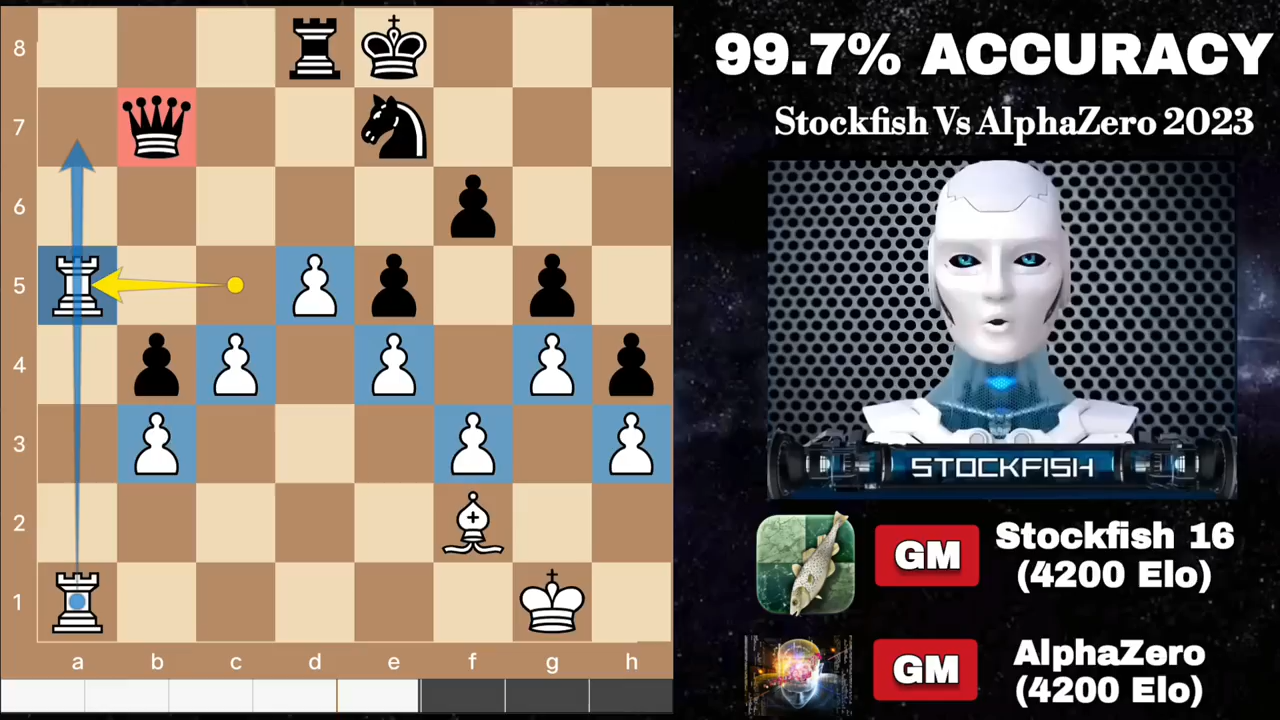 99.7% ACCURACY
Stockfish Vs AlphaZero 2023
STOCKFISH
GM
Stockfish 16
(4200 Elo)
GM
AlphaZero
(4200 Elo)
8
7
6
5
4
3
2
1
a b c d e f g h